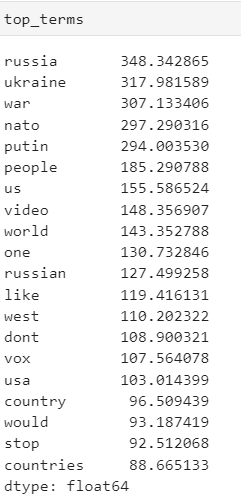 top_terms
russia 348.342865
ukraine 317.981589
war 307.133406
nato 297.290316
putin 294.003530
people 185.290788
us 155.586524
video 148.356907
world 143.352788
one 130.732846
russian 127.499258
like 119.416131
west 110.202322
dont 108.900321
vox 107.564078
usa 103.014399
country 96.509439
would 93.187419
stop 92.512068
countries 88.665133
dtype: float64